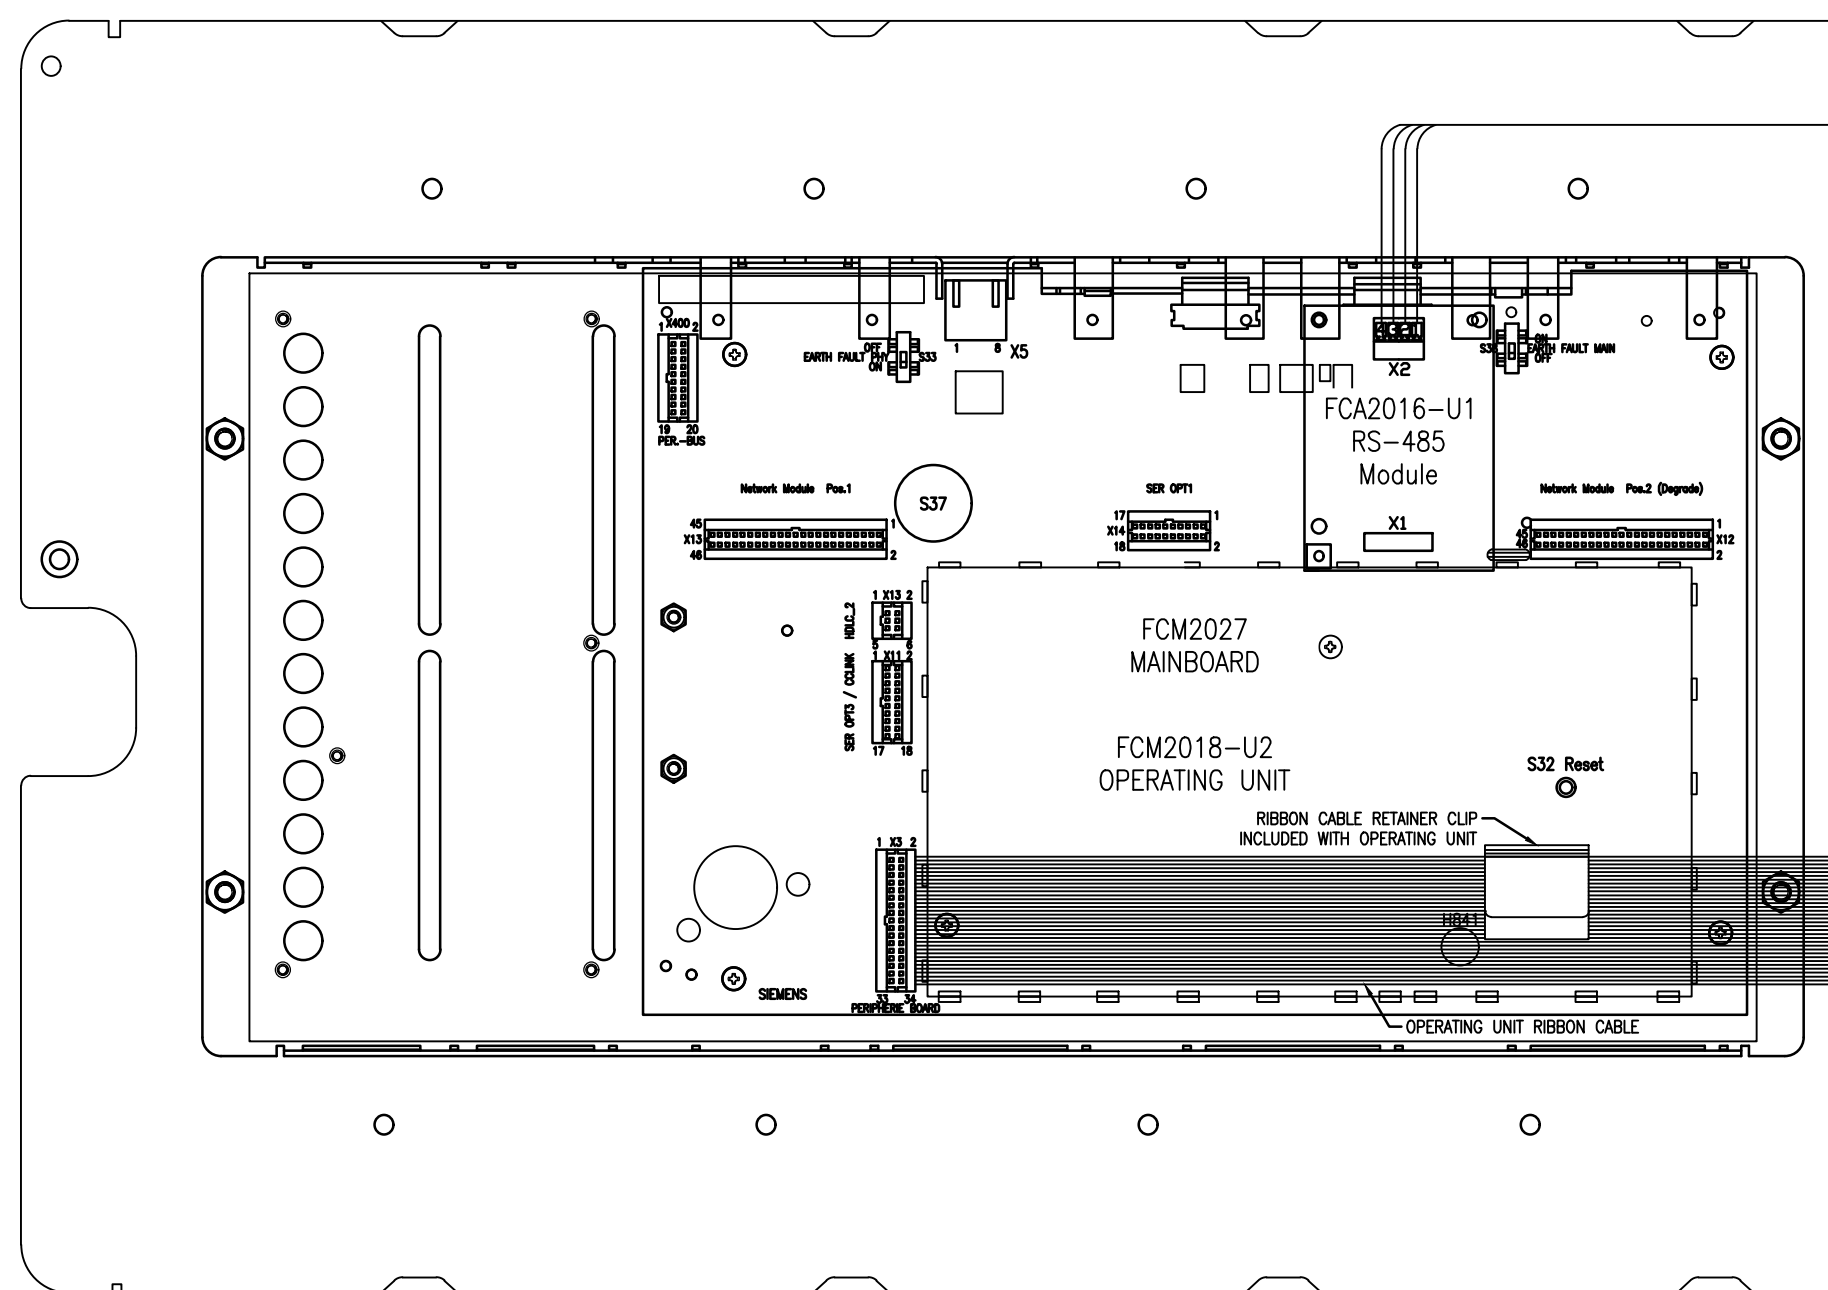 1 X400 2
19 20
PER.-BUS
OFF
EARTH FAULT PHY S33
ON
1 8 X5
4321
X2
FCA2016-U1
RS-485
Module
X1
ON
EARTH FAULT MAIN
OFF
Network Module Pos.1
45 1
X13
46 2
S37
SER OPT1
17 1
X14
18 2
Network Module Pos.2 (Degrade)
45 1
46 X12
2
HDLC_2
1 X13 2
5 6
SER OPT3 / CCLINK
1 X11 2
17 18
FCM2027
MAINBOARD
FCM2018-U2
OPERATING UNIT
S32 Reset
RIBBON CABLE RETAINER CLIP
INCLUDED WITH OPERATING UNIT
1 X3 2
33 34
PERIPHERIE BOARD
H841
SIEMENS
OPERATING UNIT RIBBON CABLE